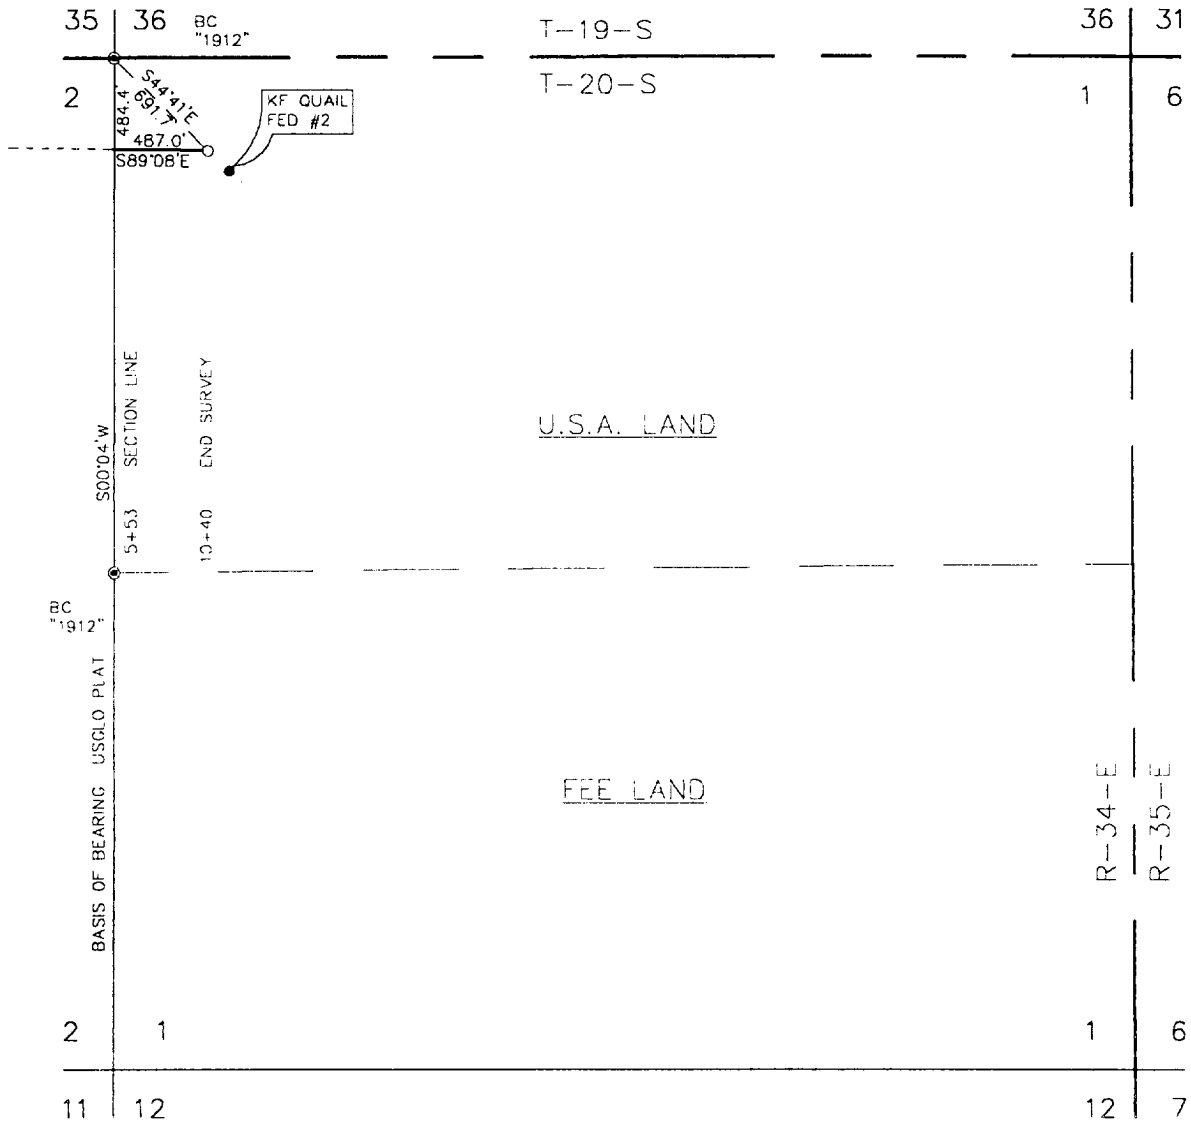 35 36 BC
"1912"
T-19-S
36 31
2
T-20-S
1 6
S44°41'E
691.7'
484.4'
487.0'
S89°08'E
KF QUAIL
FED #2
S00°04'W
5+53 SECTION LINE
10+40 END SURVEY
U.S.A. LAND
BC
"1912"
BASIS OF BEARING USGLO PLAT
FEE LAND
R-34-E
R-35-E
2 1
1 6
11 12
12 7